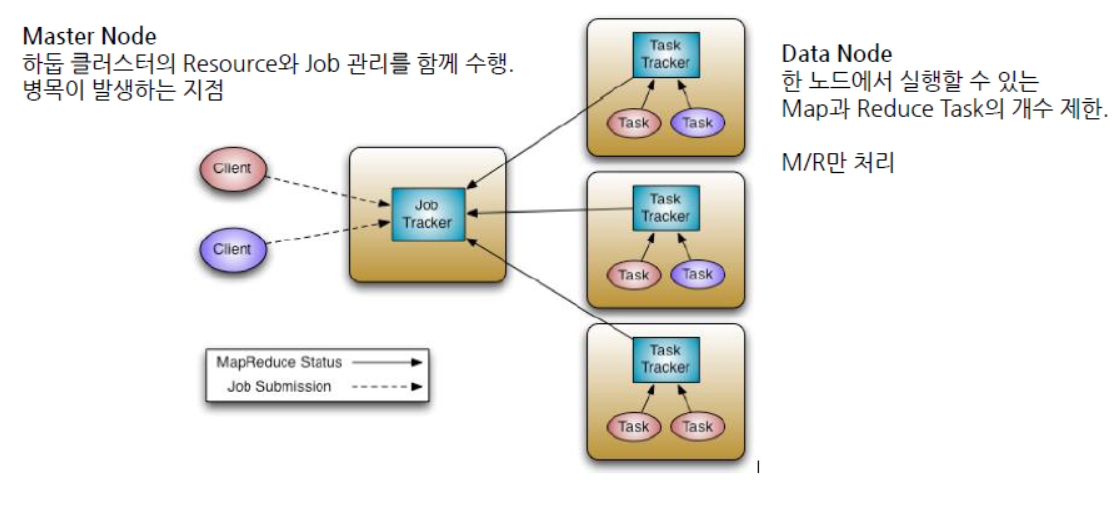 Master Node
하둡 클러스터의 Resource와 Job 관리를 함께 수행.
병목이 발생하는 지점
Data Node
한 노드에서 실행할 수 있는
Map과 Reduce Task의 개수 제한.
M/R만 처리
Client
Client
Job
Tracker
Task
Tracker
Task Task
Task
Tracker
Task Task
Task
Tracker
Task Task
MapReduce Status
Job Submission